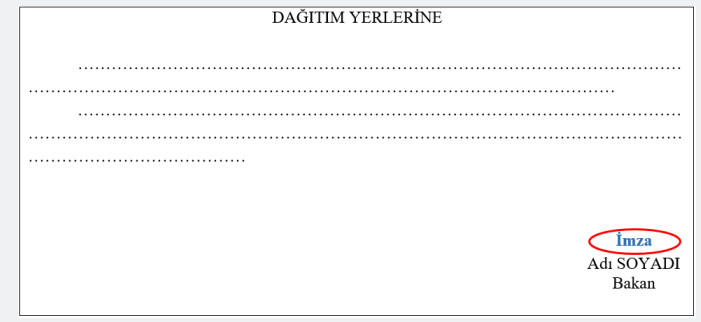 DAĞITIM YERLERİNE
……………………………………………………………………………………………
…………………………………………………………………………………………
……………………………………………………………………………………………
……………………………………………………………………………………………………
…………………………………
İmza
Adı SOYADI
Bakan